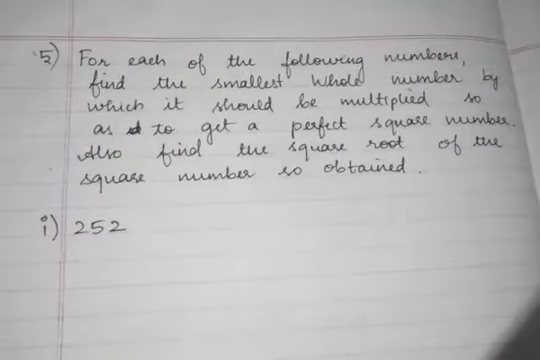 5) For each of the following numbers,
find the smallest whole number by
which it should be multiplied so
as to get a perfect square number.
Also find the square root of the
square number so obtained.
i) 252